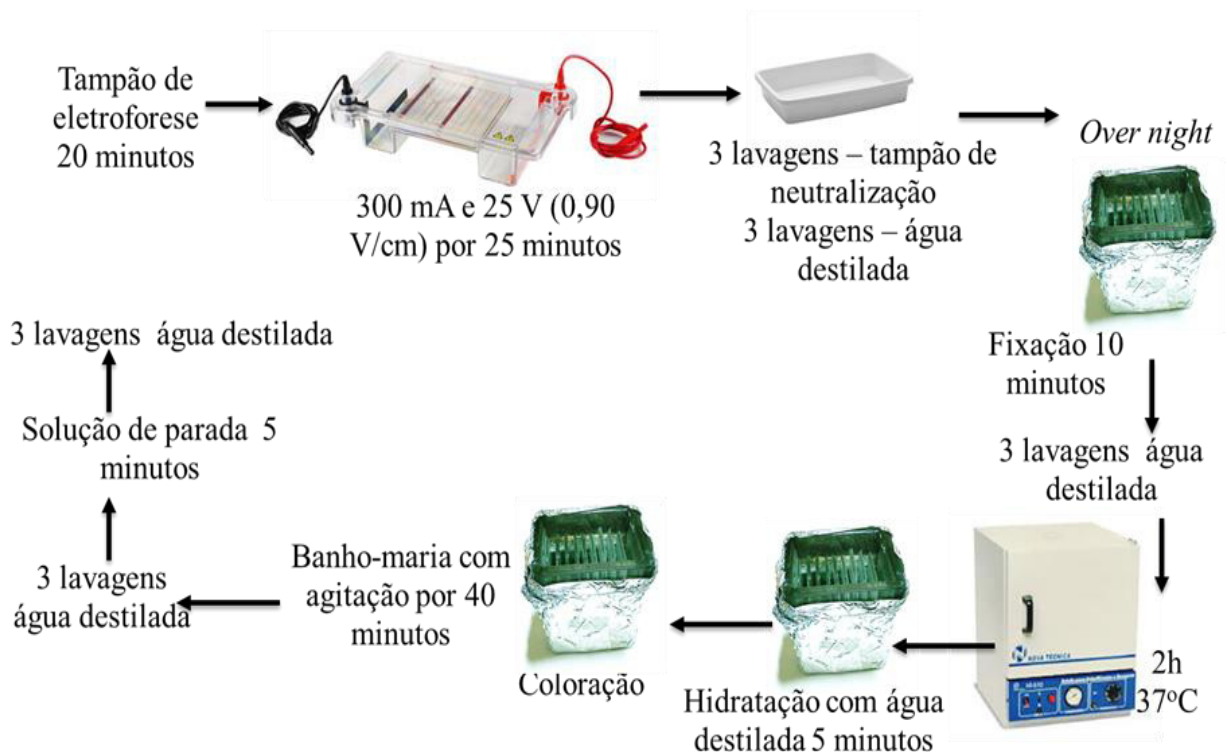 Tampão de
eletroforese
20 minutos
300 mA e 25 V (0,90
V/cm) por 25 minutos
3 lavagens – tampão de
neutralização
3 lavagens – água
destilada
Over night
Fixação 10
minutos
3 lavagens água
destilada
NOVA TÉCNICA
2h
37ºC
Hidratação com água
destilada 5 minutos
Coloração
Banho-maria com
agitação por 40
minutos
3 lavagens
água destilada
Solução de parada 5
minutos
3 lavagens água destilada